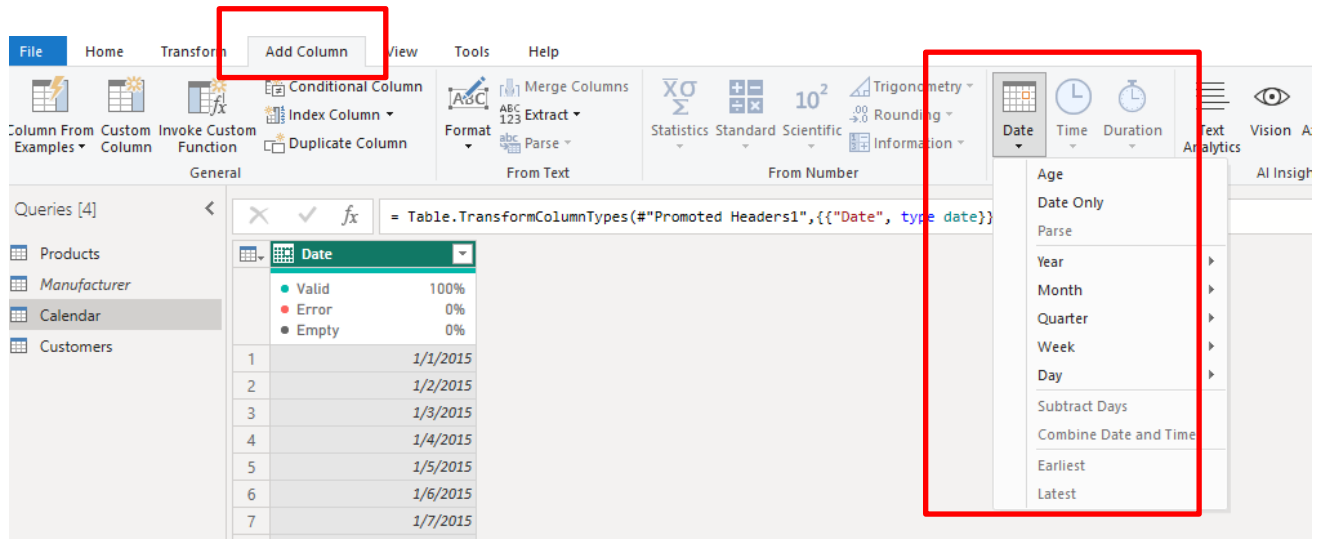 File Home Transform Add Column View Tools Help
Conditional Column
Index Column
Duplicate Column
Column From Examples
Custom Column
Invoke Custom Function
General
ABC
Format
Merge Columns
ABC 123 Extract
abc Parse
From Text
XΣσ
Statistics
Standard
10² Scientific
Trigonometry
.00 →.0 Rounding
Information
From Number
Date
Time
Duration
Text Analytics
Vision
AI Insigh
Age
Date Only
Parse
Year
Month
Quarter
Week
Day
Subtract Days
Combine Date and Time
Earliest
Latest
Queries [4]
Products
Manufacturer
Calendar
Customers
fx = Table.TransformColumnTypes(#"Promoted Headers1",{{"Date", type date}}
Date
Valid 100%
Error 0%
Empty 0%
1 1/1/2015
2 1/2/2015
3 1/3/2015
4 1/4/2015
5 1/5/2015
6 1/6/2015
7 1/7/2015